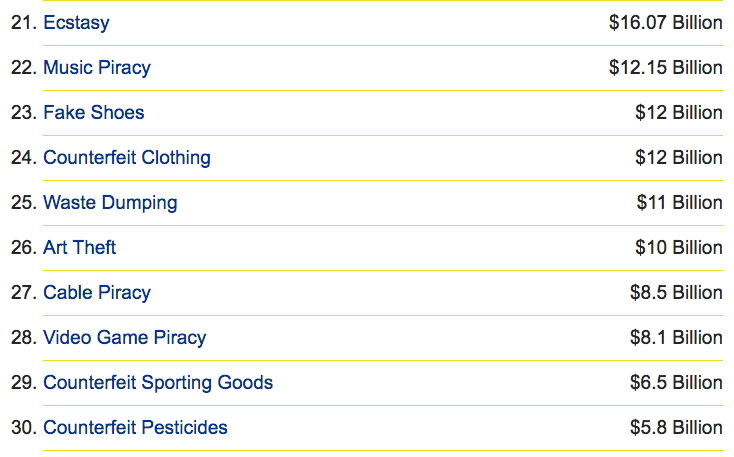 21. Ecstasy $16.07 Billion
22. Music Piracy $12.15 Billion
23. Fake Shoes $12 Billion
24. Counterfeit Clothing $12 Billion
25. Waste Dumping $11 Billion
26. Art Theft $10 Billion
27. Cable Piracy $8.5 Billion
28. Video Game Piracy $8.1 Billion
29. Counterfeit Sporting Goods $6.5 Billion
30. Counterfeit Pesticides $5.8 Billion